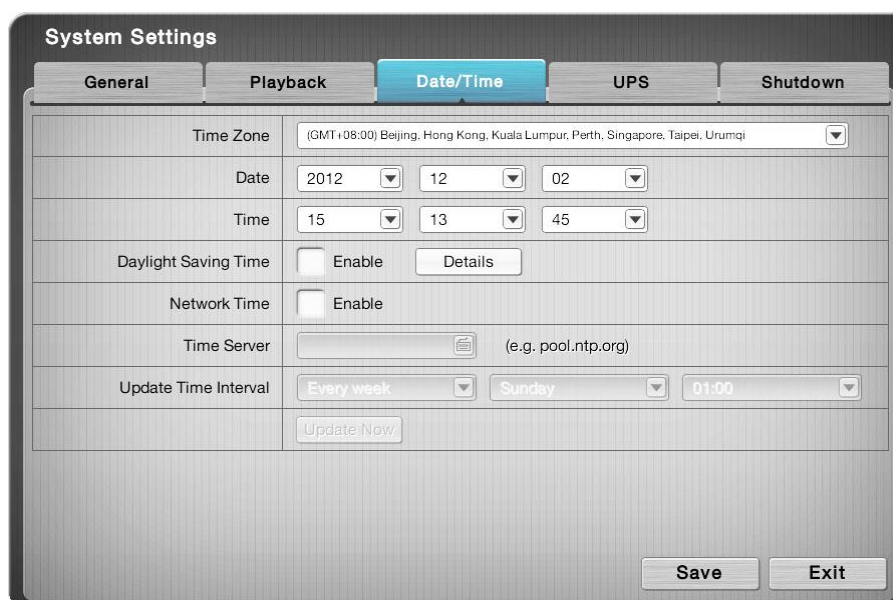 System Settings
General Playback Date/Time UPS Shutdown
Time Zone (GMT+08:00) Beijing, Hong Kong, Kuala Lumpur, Perth, Singapore, Taipei, Urumqi
Date 2012 12 02
Time 15 13 45
Daylight Saving Time Enable Details
Network Time Enable
Time Server (e.g. pool.ntp.org)
Update Time Interval Every week Sunday 01:00
Update Now
Save Exit